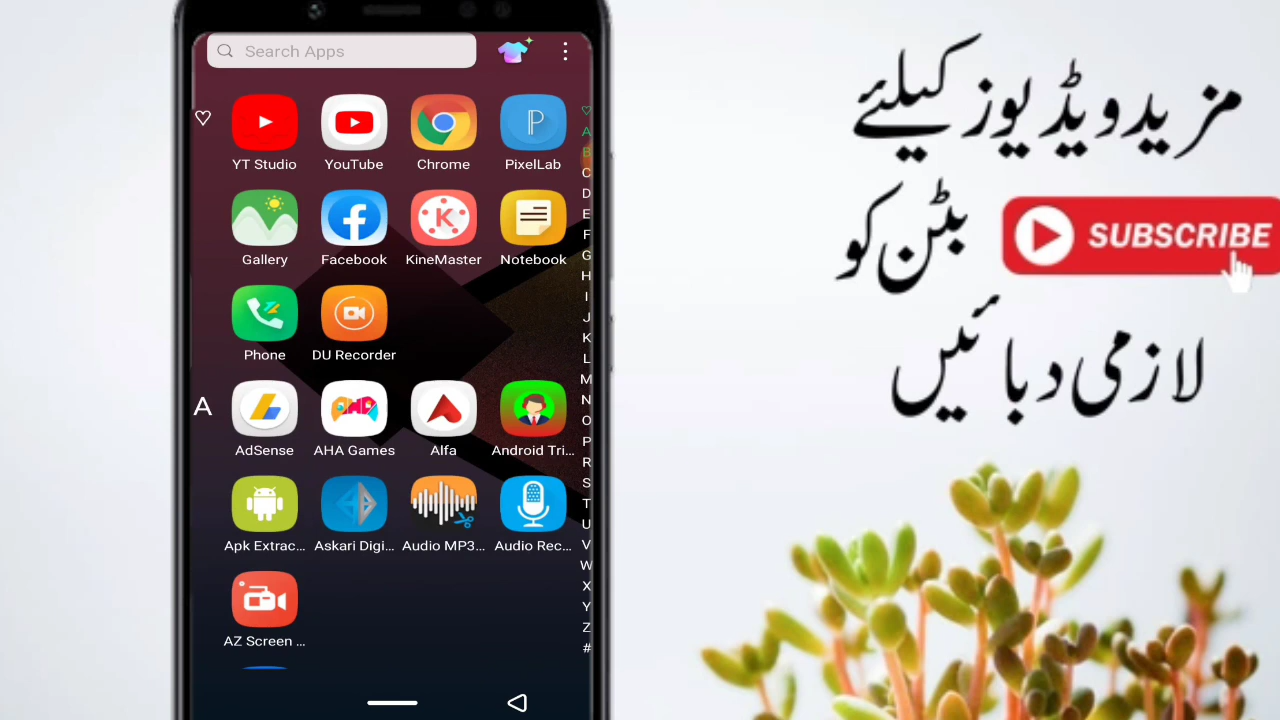 Search Apps
YT Studio YouTube Chrome PixelLab
Gallery Facebook KineMaster Notebook
Phone DU Recorder
A
AdSense AHA Games Alfa Android Tri...
Apk Extrac... Askari Digi... Audio MP3... Audio Rec...
AZ Screen ...
A
B
C
D
E
F
G
H
I
J
K
L
M
N
O
P
R
S
T
U
V
W
X
Y
Z
#
مزید ویڈیوز کیلئے
SUBSCRIBE بٹن کو
لازمی دبائیں